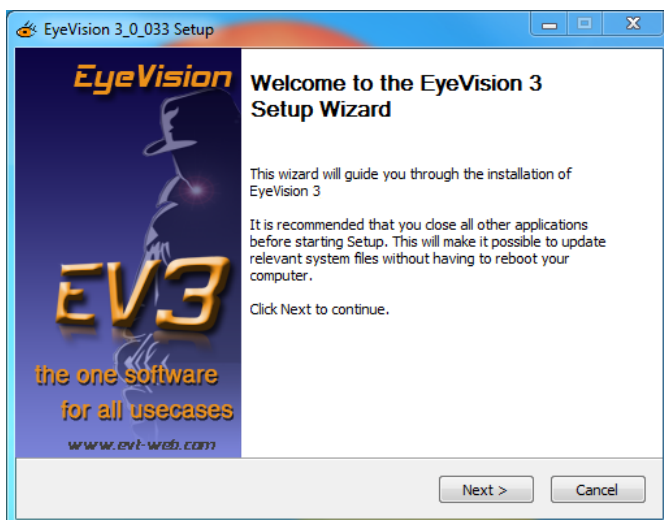 EyeVision 3_0_033 Setup
EyeVision
Welcome to the EyeVision 3
Setup Wizard
This wizard will guide you through the installation of
EyeVision 3
It is recommended that you close all other applications
before starting Setup. This will make it possible to update
relevant system files without having to reboot your
computer.
Click Next to continue.
EV3
the one software
for all usecases
www.evt-web.com
Next >
Cancel